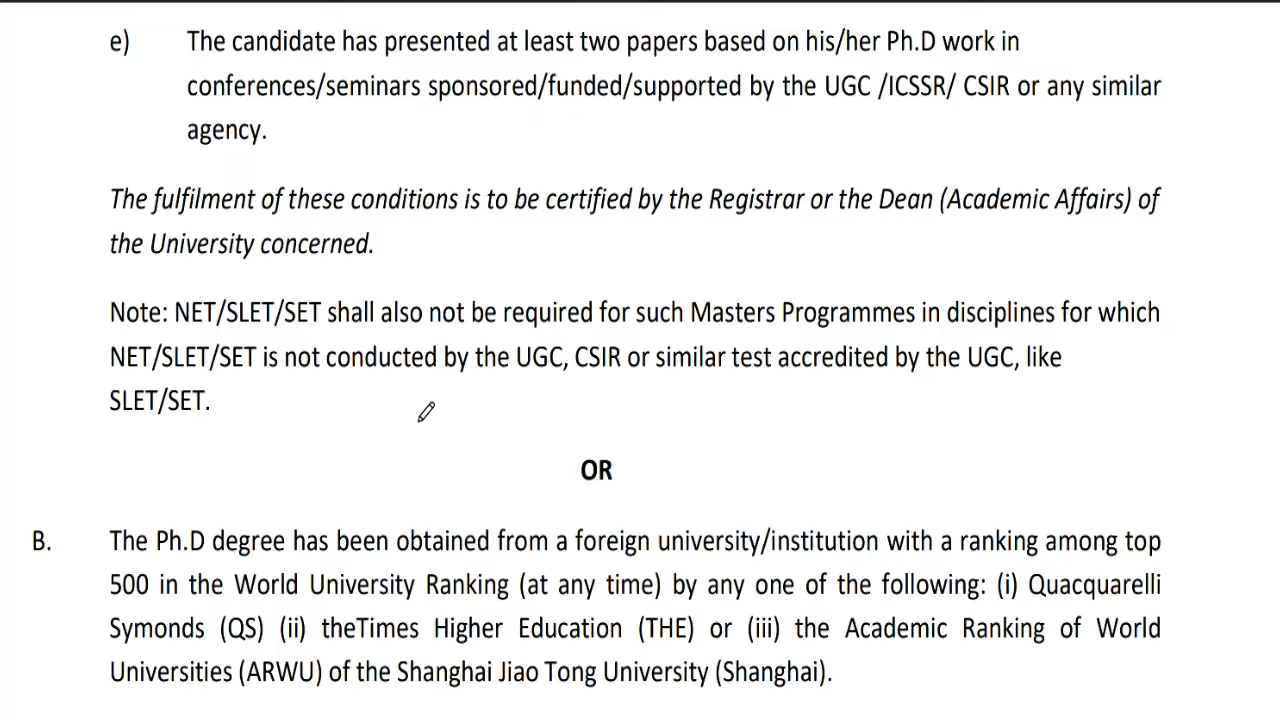 e) The candidate has presented at least two papers based on his/her Ph.D work in
conferences/seminars sponsored/funded/supported by the UGC /ICSSR/ CSIR or any similar
agency.
The fulfilment of these conditions is to be certified by the Registrar or the Dean (Academic Affairs) of
the University concerned.
Note: NET/SLET/SET shall also not be required for such Masters Programmes in disciplines for which
NET/SLET/SET is not conducted by the UGC, CSIR or similar test accredited by the UGC, like
SLET/SET.
OR
B. The Ph.D degree has been obtained from a foreign university/institution with a ranking among top
500 in the World University Ranking (at any time) by any one of the following: (i) Quacquarelli
Symonds (QS) (ii) theTimes Higher Education (THE) or (iii) the Academic Ranking of World
Universities (ARWU) of the Shanghai Jiao Tong University (Shanghai).